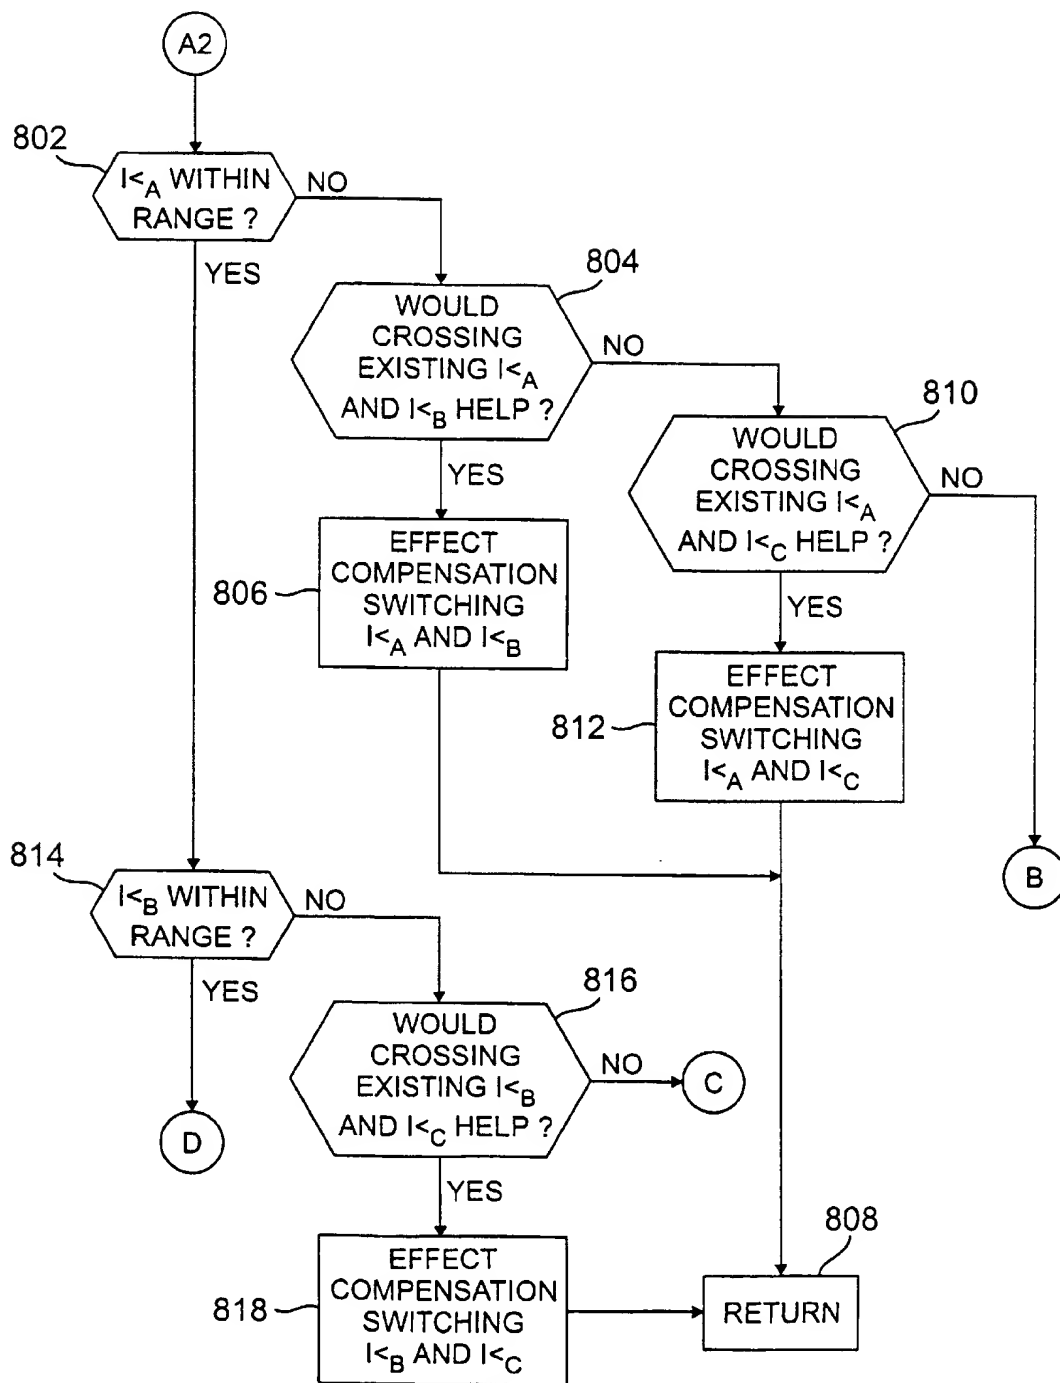 A2
802
I<A WITHIN
RANGE ?
NO
YES
804
WOULD
CROSSING
EXISTING I<A
AND I<B HELP ?
NO
YES
810
WOULD
CROSSING
EXISTING I<A
AND I<C HELP ?
NO
YES
806
EFFECT
COMPENSATION
SWITCHING
I<A AND I<B
812
EFFECT
COMPENSATION
SWITCHING
I<A AND I<C
B
814
I<B WITHIN
RANGE ?
NO
YES
D
816
WOULD
CROSSING
EXISTING I<B
AND I<C HELP ?
NO
C
YES
818
EFFECT
COMPENSATION
SWITCHING
I<B AND I<C
808
RETURN